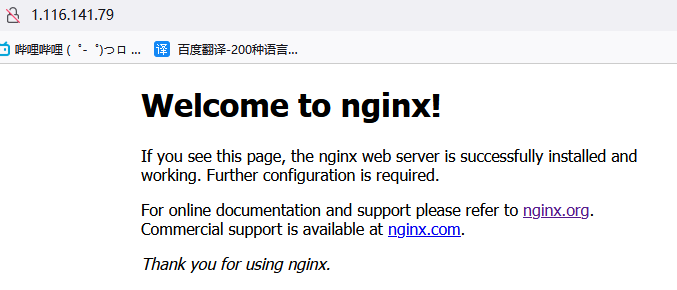 1.116.141.79
哔哩哔哩 ( ゜- ゜)つロ ...
译 百度翻译-200种语言...
Welcome to nginx!
If you see this page, the nginx web server is successfully installed and
working. Further configuration is required.
For online documentation and support please refer to nginx.org.
Commercial support is available at nginx.com.
Thank you for using nginx.